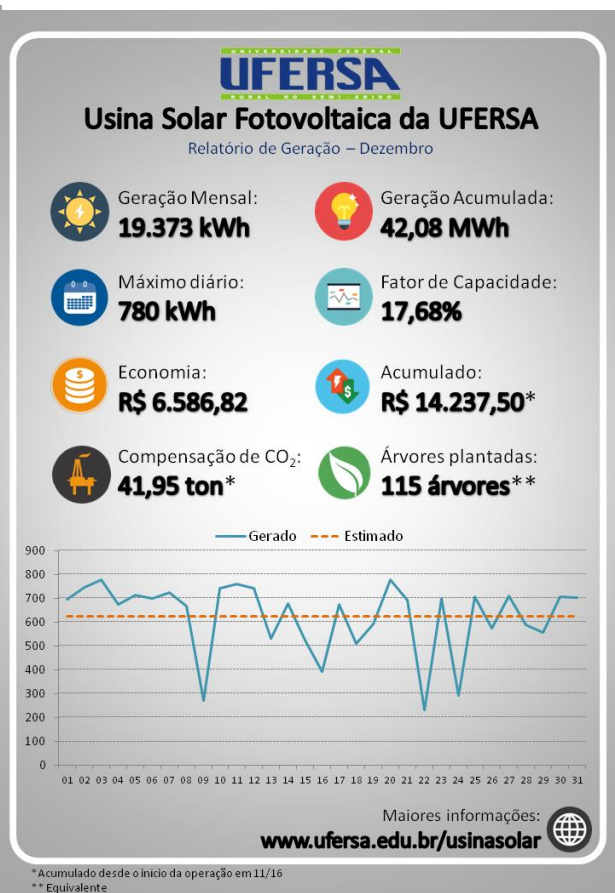 UNIVERSIDADE FEDERAL
UFERSA
RURAL DO SEMI-ÁRIDO
Usina Solar Fotovoltaica da UFERSA
Relatório de Geração – Dezembro
Geração Mensal:
19.373 kWh
Geração Acumulada:
42,08 MWh
Máximo diário:
780 kWh
Fator de Capacidade:
17,68%
Economia:
R$ 6.586,82
Acumulado:
R$ 14.237,50*
Compensação de CO₂:
41,95 ton*
Árvores plantadas:
115 árvores**
Gerado Estimado
900
800
700
600
500
400
300
200
100
0
01 02 03 04 05 06 07 08 09 10 11 12 13 14 15 16 17 18 19 20 21 22 23 24 25 26 27 28 29 30 31
Maiores informações:
www.ufersa.edu.br/usinasolar
*Acumulado desde o início da operação em 11/16
** Equivalente